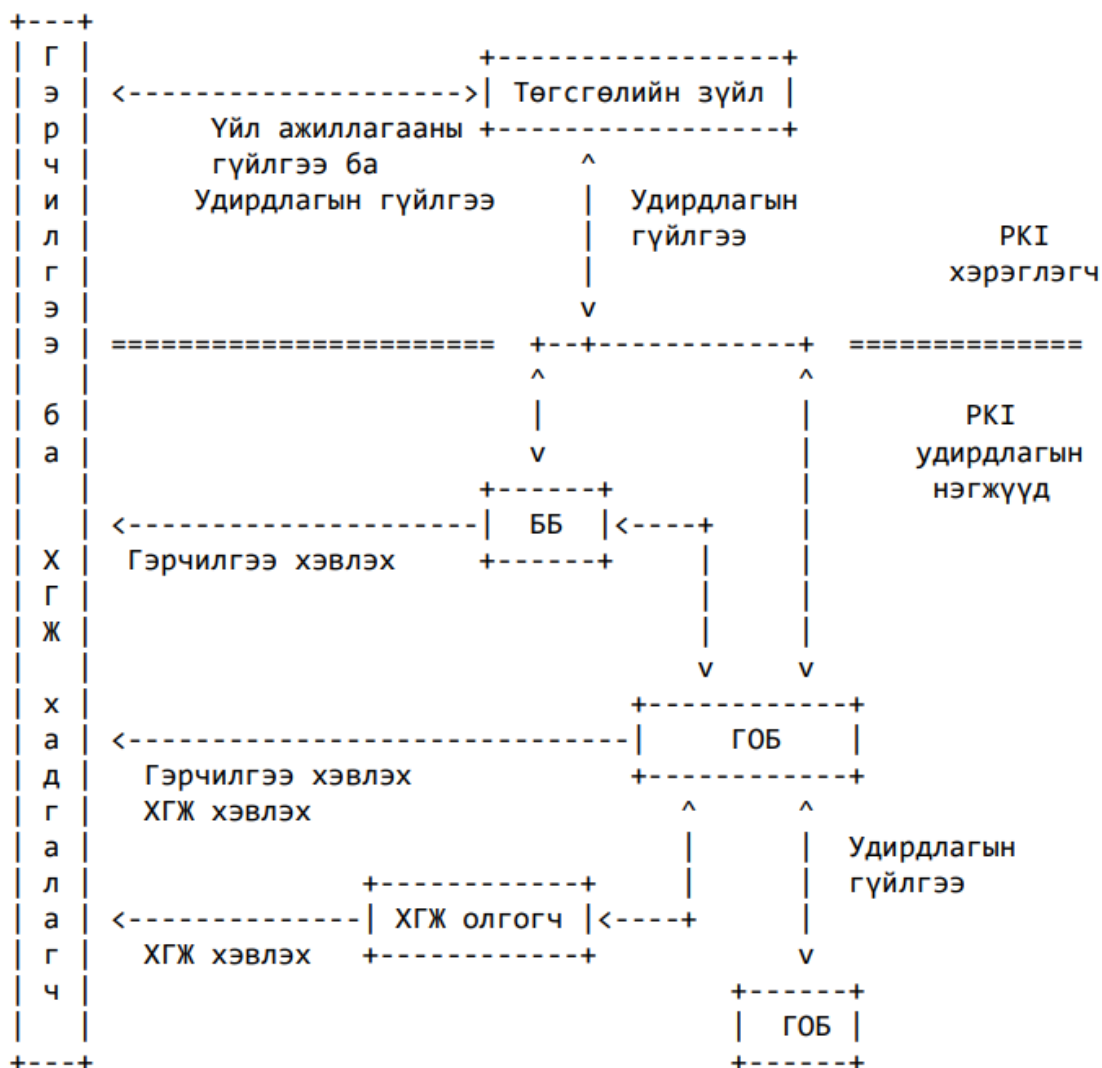 Гэрчилгээ ба ХГЖ хадгалагч
Төгсгөлийн зүйл
Үйл ажиллагааны
гүйлгээ ба
Удирдлагын гүйлгээ
Удирдлагын
гүйлгээ
PKI
хэрэглэгч
PKI
удирдлагын
нэгжүүд
ББ
Гэрчилгээ хэвлэх
ГОБ
Гэрчилгээ хэвлэх
ХГЖ хэвлэх
Удирдлагын
гүйлгээ
ХГЖ олгогч
ХГЖ хэвлэх
ГОБ